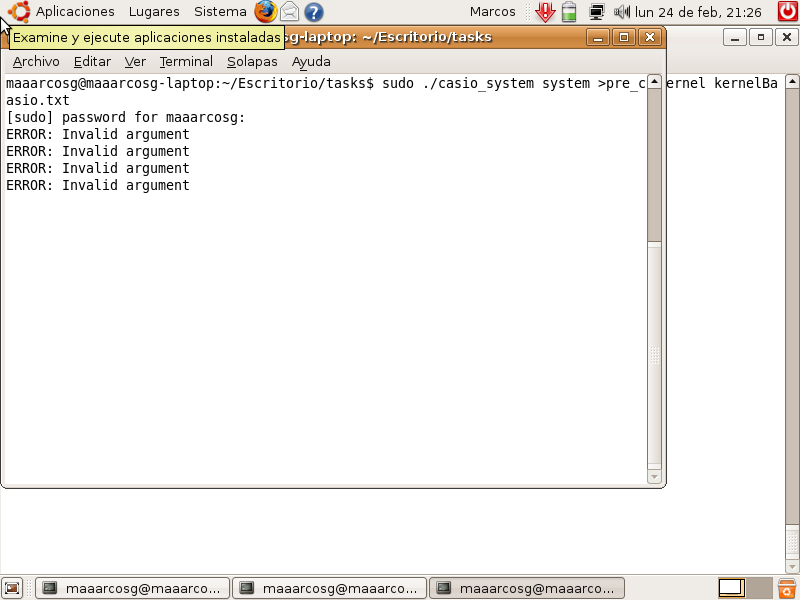 Aplicaciones Lugares Sistema Marcos lun 24 de feb, 21:26
Examine y ejecute aplicaciones instaladas
sg-laptop: ~/Escritorio/tasks
Archivo Editar Ver Terminal Solapas Ayuda
maaarcosg@maaarcosg-laptop:~/Escritorio/tasks$ sudo ./casio_system system >pre_c
asio.txt
[sudo] password for maaarcosg:
ERROR: Invalid argument
ERROR: Invalid argument
ERROR: Invalid argument
ERROR: Invalid argument
ernel kernelBa
maaarcosg@maaarco... maaarcosg@maaarco... maaarcosg@maaarco...